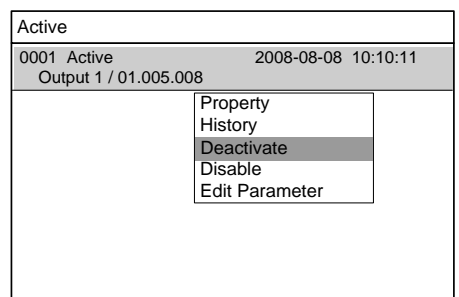 Active
0001 Active 2008-08-08 10:10:11
Output 1 / 01.005.008
Property
History
Deactivate
Disable
Edit Parameter